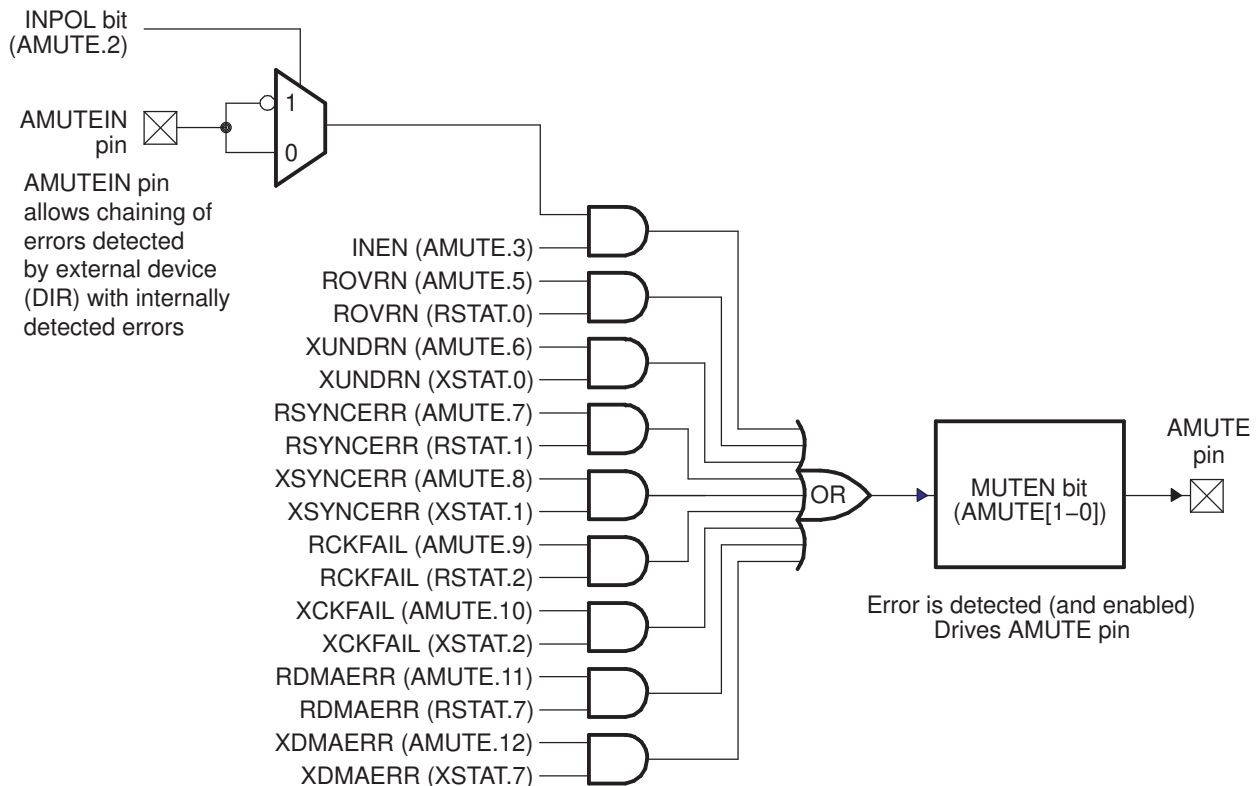 INPOL bit
(AMUTE.2)
1
AMUTEIN
pin
0
AMUTEIN pin
allows chaining of
errors detected
by external device
(DIR) with internally
detected errors
INEN (AMUTE.3)
ROVRN (AMUTE.5)
ROVRN (RSTAT.0)
XUNDRN (AMUTE.6)
XUNDRN (XSTAT.0)
RSYNCERR (AMUTE.7)
RSYNCERR (RSTAT.1)
XSYNCERR (AMUTE.8)
XSYNCERR (XSTAT.1)
RCKFAIL (AMUTE.9)
RCKFAIL (RSTAT.2)
XCKFAIL (AMUTE.10)
XCKFAIL (XSTAT.2)
RDMAERR (AMUTE.11)
RDMAERR (RSTAT.7)
XDMAERR (AMUTE.12)
XDMAERR (XSTAT.7)
OR
MUTEN bit
(AMUTE[1−0])
AMUTE
pin
Error is detected (and enabled)
Drives AMUTE pin